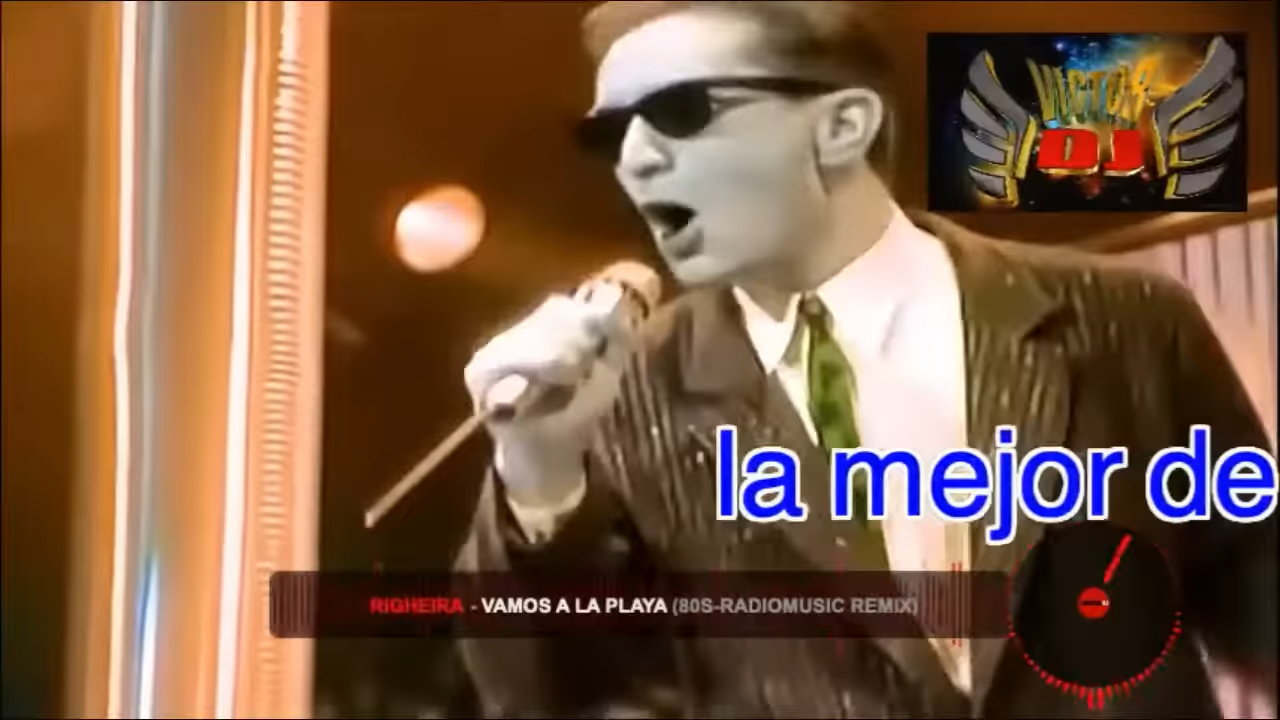 VICTOR
DJ
la mejor de
RIGHEIRA - VAMOS A LA PLAYA (80S-RADIOMUSIC REMIX)